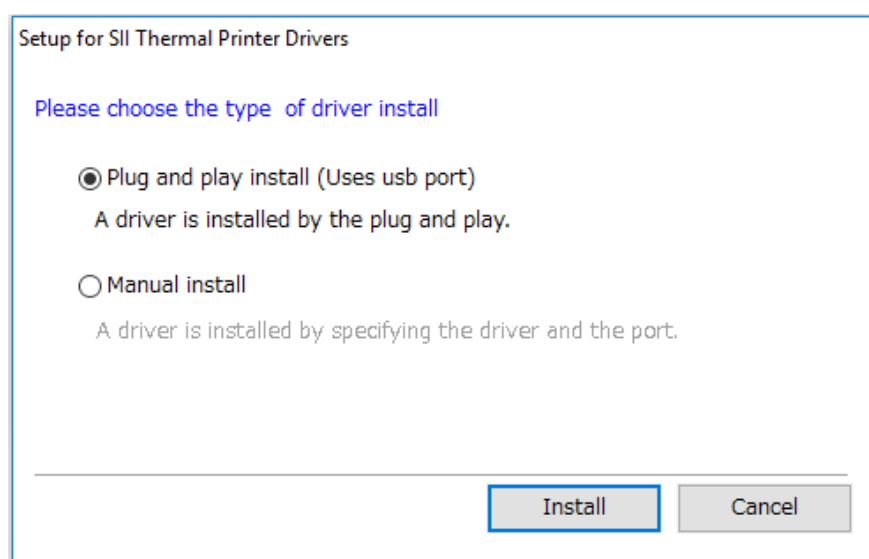 Setup for SII Thermal Printer Drivers
Please choose the type of driver install
Plug and play install (Uses usb port)
A driver is installed by the plug and play.
Manual install
A driver is installed by specifying the driver and the port.
Install
Cancel